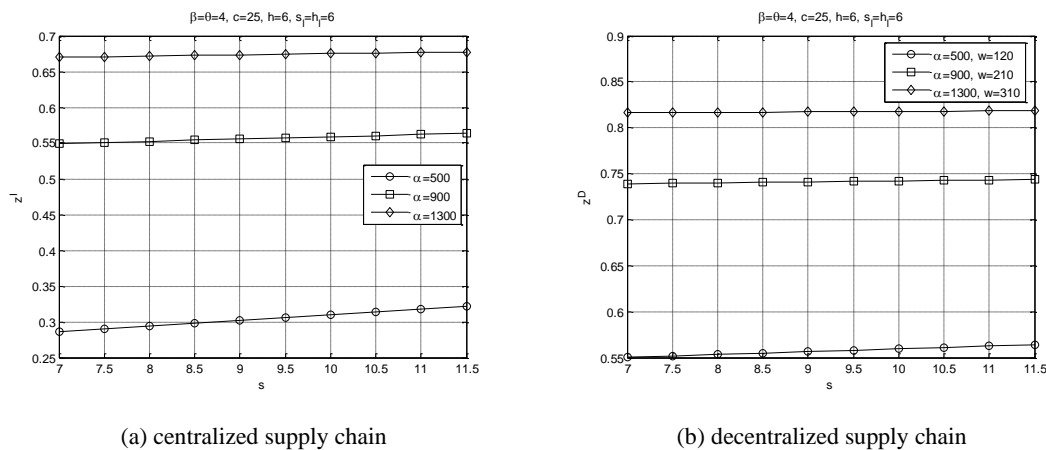 β=θ=4, c=25, h=6, s_l=h_l=6
0.7
0.65
0.6
0.55
0.5
0.45
0.4
0.35
0.3
0.25
z^I
α=500
α=900
α=1300
7 7.5 8 8.5 9 9.5 10 10.5 11 11.5
s
(a) centralized supply chain
β=θ=4, c=25, h=6, s_l=h_l=6
0.9
0.85
0.8
0.75
0.7
0.65
0.6
0.55
z^D
α=500, w=120
α=900, w=210
α=1300, w=310
7 7.5 8 8.5 9 9.5 10 10.5 11 11.5
s
(b) decentralized supply chain